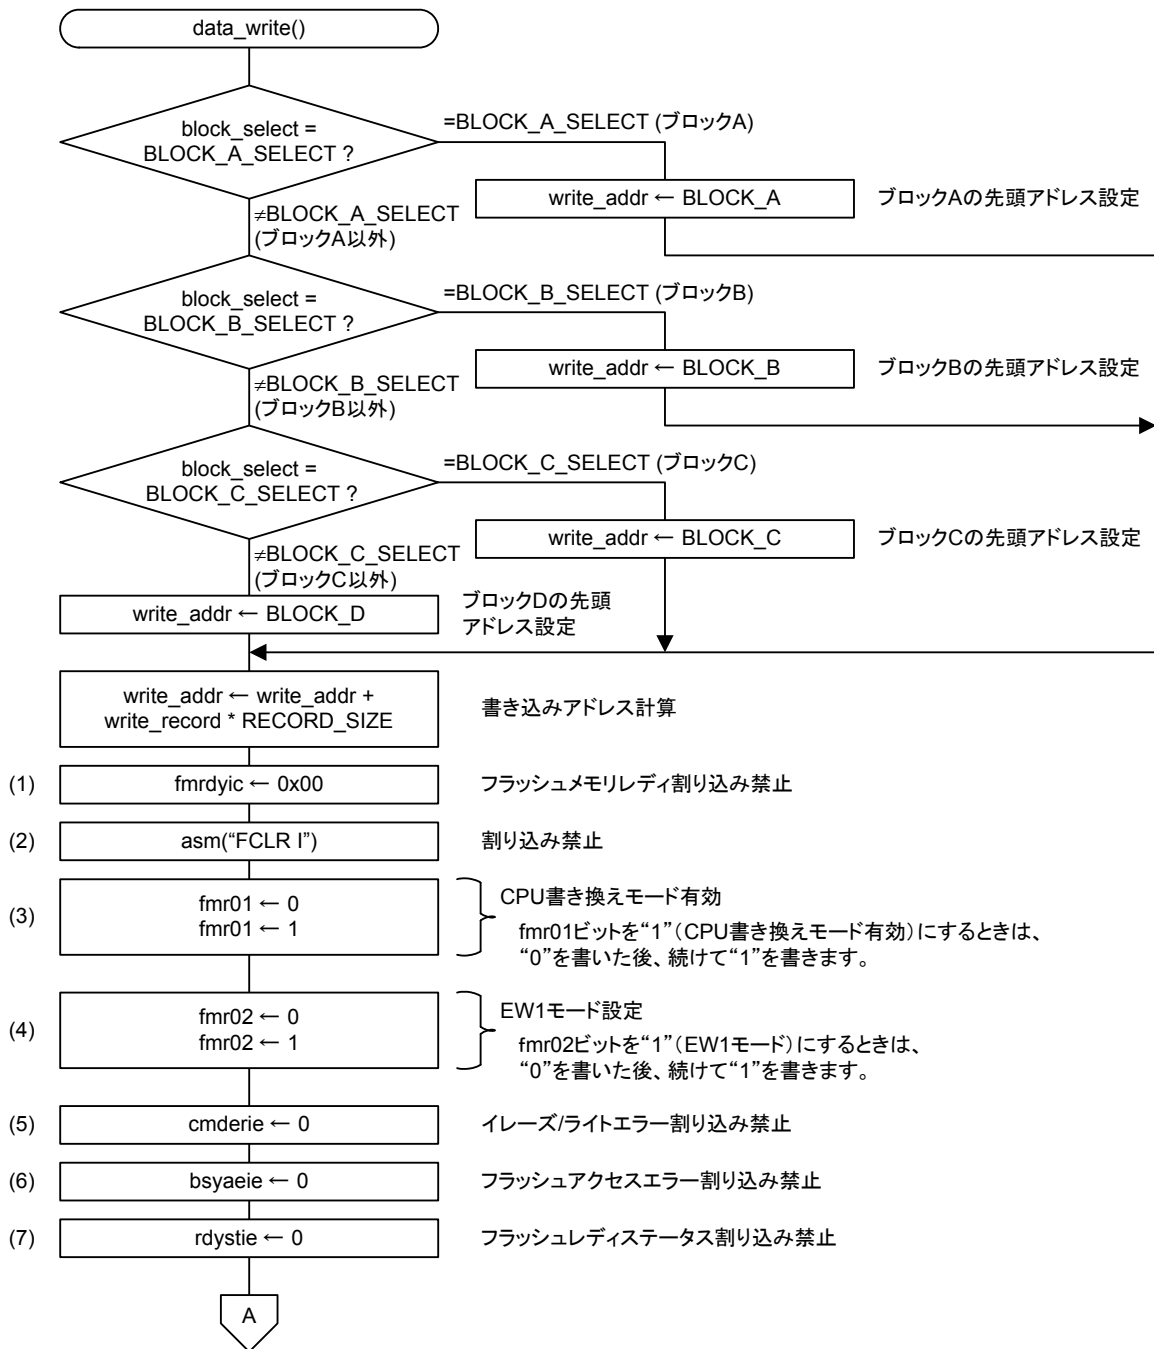 data_write()
block_select =
BLOCK_A_SELECT ?
=BLOCK_A_SELECT (ブロックA)
write_addr ← BLOCK_A
ブロックAの先頭アドレス設定
≠BLOCK_A_SELECT
(ブロックA以外)
block_select =
BLOCK_B_SELECT ?
=BLOCK_B_SELECT (ブロックB)
write_addr ← BLOCK_B
ブロックBの先頭アドレス設定
≠BLOCK_B_SELECT
(ブロックB以外)
block_select =
BLOCK_C_SELECT ?
=BLOCK_C_SELECT (ブロックC)
write_addr ← BLOCK_C
ブロックCの先頭アドレス設定
≠BLOCK_C_SELECT
(ブロックC以外)
write_addr ← BLOCK_D
ブロックDの先頭
アドレス設定
write_addr ← write_addr +
write_record * RECORD_SIZE
書き込みアドレス計算
(1)
fmrdyic ← 0x00
フラッシュメモリレディ割り込み禁止
(2)
asm(“FCLR I”)
割り込み禁止
(3)
fmr01 ← 0
fmr01 ← 1
CPU書き換えモード有効
fmr01ビットを“1”(CPU書き換えモード有効)にするときは、
“0”を書いた後、続けて“1”を書きます。
(4)
fmr02 ← 0
fmr02 ← 1
EW1モード設定
fmr02ビットを“1”(EW1モード)にするときは、
“0”を書いた後、続けて“1”を書きます。
(5)
cmderie ← 0
イレーズ/ライトエラー割り込み禁止
(6)
bsyaeie ← 0
フラッシュアクセスエラー割り込み禁止
(7)
rdystie ← 0
フラッシュレディステータス割り込み禁止
A